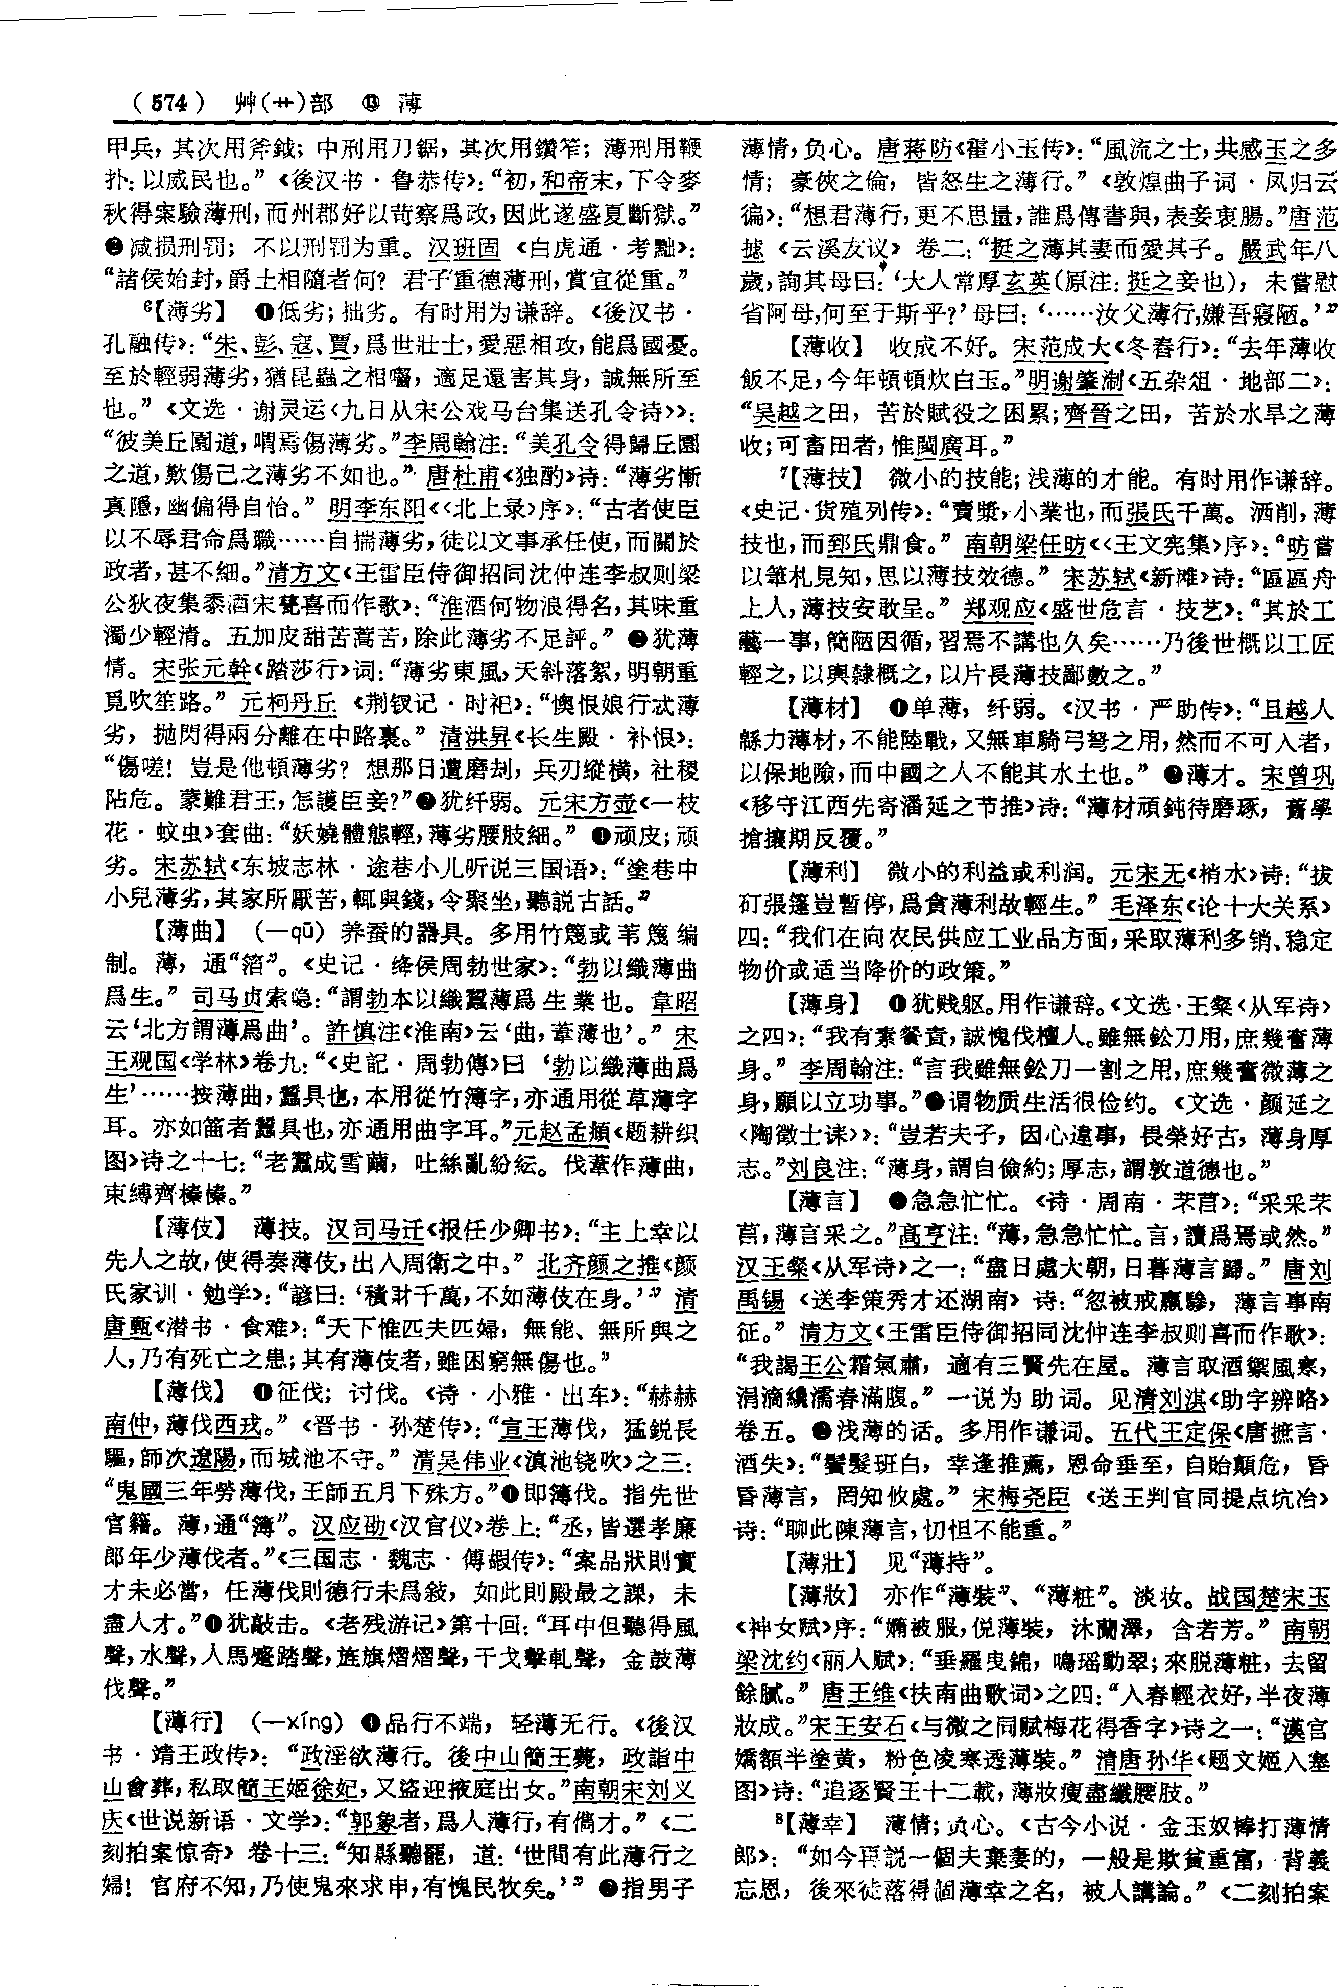 （574） 艸(艹)部 ⑬ 薄
甲兵，其次用斧鉞；中刑用刀鋸，其次用鑽笮；薄刑用鞭
扑：以威民也。”《後汉书·鲁恭传》：“初，和帝末，下令麥
秋得案驗薄刑，而州郡好以苛察爲政，因此遂盛夏斷獄。”
❷减损刑罚；不以刑罚为重。汉班固《白虎通·考黜》：
“諸侯始封，爵土相隨者何？君子重德薄刑，賞宜從重。”
⁶【薄劣】 ❶低劣；拙劣。有时用为谦辞。《後汉书·
孔融传》：“朱、彭、寇、賈，爲世壯士，愛惡相攻，能爲國憂。
至於輕弱薄劣，猶昆蟲之相嚙，適足還害其身，誠無所至
也。”《文选·谢灵运〈九日从宋公戏马台集送孔令诗〉》：
“彼美丘園道，喟焉傷薄劣。”李周翰注：“美孔令得歸丘園
之道，歎傷己之薄劣不如也。”唐杜甫《独酌》诗：“薄劣慚
真隱，幽偏得自怡。”明李东阳《〈北上录〉序》：“古者使臣
以不辱君命爲職……自揣薄劣，徒以文事承任使，而關於
政者，甚不細。”清方文《王雷臣侍御招同沈仲连李叔则梁
公狄夜集黍酒宋甕喜而作歌》：“淮酒何物浪得名，其味重
濁少輕清。五加皮甜苦蒿苦，除此薄劣不足評。”❷犹薄
情。宋张元幹《踏莎行》词：“薄劣東風，夭斜落絮，明朝重
覓吹笙路。”元柯丹丘《荆钗记·时祀》：“懊恨娘行忒薄
劣，拋閃得兩分離在中路裏。”清洪昇《长生殿·补恨》：
“傷嗟！豈是他頓薄劣？想那日遭磨刼，兵刃縱橫，社稷
阽危。蒙難君王，怎護臣妾？”❸犹纤弱。元宋方壶《一枝
花·蚊虫》套曲：“妖嬈體態輕，薄劣腰肢細。”❹顽皮；顽
劣。宋苏轼《东坡志林·途巷小儿听说三国语》：“塗巷中
小兒薄劣，其家所厭苦，輒與錢，令聚坐，聽説古話。”
【薄曲】 （—qū）养蚕的器具。多用竹篾或苇篾编
制。薄，通“箔”。《史记·绛侯周勃世家》：“勃以織薄曲
爲生。”司马贞索隐：“謂勃本以織蠶薄爲生業也。韋昭
云‘北方謂薄爲曲’。許慎注《淮南》云‘曲，葦薄也’。”宋
王观国《学林》卷九：“《史記·周勃傳》曰‘勃以織薄曲爲
生’……按薄曲，蠶具也，本用從竹簿字，亦通用從草薄字
耳。亦如笛者蠶具也，亦通用曲字耳。”元赵孟頫《题耕织
图》诗之十七：“老蠶成雪繭，吐絲亂紛紜。伐葦作薄曲，
束縛齊榛榛。”
【薄伎】 薄技。汉司马迁《报任少卿书》：“主上幸以
先人之故，使得奏薄伎，出入周衛之中。”北齐颜之推《颜
氏家训·勉学》：“諺曰：‘積財千萬，不如薄伎在身。’”清
唐甄《潜书·食难》：“天下惟匹夫匹婦，無能、無所與之
人，乃有死亡之患；其有薄伎者，雖困窮無傷也。”
【薄伐】 ❶征伐；讨伐。《诗·小雅·出车》：“赫赫
南仲，薄伐西戎。”《晋书·孙楚传》：“宣王薄伐，猛鋭長
驅，師次遼陽，而城池不守。”清吴伟业《滇池铙吹》之三：
“鬼國三年勞薄伐，王師五月下殊方。”❷即簿伐。指先世
官籍。薄，通“簿”。汉应劭《汉官仪》卷上：“丞，皆選孝廉
郎年少薄伐者。”《三国志·魏志·傅嘏传》：“案品狀則實
才未必當，任薄伐則德行未爲敍，如此則殿最之課，未
盡人才。”❸犹敲击。《老残游记》第十回：“耳中但聽得風
聲，水聲，人馬蹙踏聲，旌旗熠熠聲，干戈擊軋聲，金鼓薄
伐聲。”
【薄行】 （—xíng）❶品行不端，轻薄无行。《後汉
书·靖王政传》：“政淫欲薄行。後中山簡王薨，政詣中
山會葬，私取簡王姬徐妃，又盜迎掖庭出女。”南朝宋刘义
庆《世说新语·文学》：“郭象者，爲人薄行，有儁才。”《二
刻拍案惊奇》卷十三：“知縣聽罷，道：‘世間有此薄行之
婦！官府不知，乃使鬼來求申，有愧民牧矣。’”❷指男子
薄情，负心。唐蒋防《霍小玉传》：“風流之士，共感玉之多
情；豪俠之倫，皆怒生之薄行。”《敦煌曲子词·凤归云
徧》：“想君薄行，更不思量，誰爲傳書與，表妾衷腸。”唐范
摅《云溪友议》卷二：“挺之薄其妻而愛其子。嚴武年八
歲，詢其母曰：‘大人常厚玄英（原注：挺之妾也），未嘗慰
省阿母，何至于斯乎？’母曰：‘……汝父薄行，嫌吾寢陋。’”
【薄收】 收成不好。宋范成大《冬舂行》：“去年薄收
飯不足，今年頓頓炊白玉。”明谢肇淛《五杂俎·地部二》：
“吴越之田，苦於賦役之困累；齊晉之田，苦於水旱之薄
收；可畜田者，惟閩廣耳。”
⁷【薄技】 微小的技能；浅薄的才能。有时用作谦辞。
《史记·货殖列传》：“賣漿，小業也，而張氏千萬。洒削，薄
技也，而郅氏鼎食。”南朝梁任昉《〈王文宪集〉序》：“昉嘗
以筆札見知，思以薄技效德。”宋苏轼《新滩》诗：“區區舟
上人，薄技安敢呈。”郑观应《盛世危言·技艺》：“其於工
藝一事，簡陋因循，習焉不講也久矣……乃後世概以工匠
輕之，以輿隸概之，以片長薄技鄙數之。”
【薄材】 ❶单薄，纤弱。《汉书·严助传》：“且越人
緜力薄材，不能陸戰，又無車騎弓弩之用，然而不可入者，
以保地險，而中國之人不能其水土也。”❷薄才。宋曾巩
《移守江西先寄潘延之节推》诗：“薄材頑鈍待磨琢，舊學
搶攘期反覆。”
【薄利】 微小的利益或利润。元宋无《梢水》诗：“拔
矴張篷豈暫停，爲貪薄利故輕生。”毛泽东《论十大关系》
四：“我们在向农民供应工业品方面，采取薄利多销、稳定
物价或适当降价的政策。”
【薄身】 ❶犹贱躯。用作谦辞。《文选·王粲〈从军诗〉
之四》：“我有素餐責，誠愧伐檀人。雖無鈆刀用，庶幾奮薄
身。”李周翰注：“言我雖無鈆刀一割之用，庶幾奮微薄之
身，願以立功事。”❷谓物质生活很俭约。《文选·颜延之
〈陶徵士诔〉》：“豈若夫子，因心違事，畏榮好古，薄身厚
志。”刘良注：“薄身，謂自儉約；厚志，謂敦道德也。”
【薄言】 ❶急急忙忙。《诗·周南·芣苢》：“采采芣
苢，薄言采之。”高亨注：“薄，急急忙忙。言，讀爲焉或然。”
汉王粲《从军诗》之一：“盡日處大朝，日暮薄言歸。”唐刘
禹锡《送李策秀才还湖南》诗：“忽被戒羸驂，薄言事南
征。”清方文《王雷臣侍御招同沈仲连李叔则喜而作歌》：
“我謁王公霜氣肅，適有三賢先在屋。薄言取酒禦風寒，
涓滴纔濡春滿腹。”一说为助词。见清刘淇《助字辨略》
卷五。❷浅薄的话。多用作谦词。五代王定保《唐摭言·
酒失》：“鬢髮班白，幸逢推薦，恩命垂至，自貽顛危，昏
昏薄言，罔知攸處。”宋梅尧臣《送王判官同提点坑冶》
诗：“聊此陳薄言，切怛不能重。”
【薄壯】 见“薄持”。
【薄妝】 亦作“薄裝”、“薄粧”。淡妆。战国楚宋玉
《神女赋》序：“嫷被服，侻薄裝，沐蘭澤，含若芳。”南朝
梁沈约《丽人赋》：“垂羅曳錦，鳴瑶動翠；來脱薄粧，去留
餘膩。”唐王维《扶南曲歌词》之四：“入春輕衣好，半夜薄
妝成。”宋王安石《与微之同赋梅花得香字》诗之一：“漢宫
嬌額半塗黄，粉色凌寒透薄裝。”清唐孙华《题文姬入塞
图》诗：“追逐賢王十二載，薄妝瘦盡纖腰肢。”
⁸【薄幸】 薄情；负心。《古今小说·金玉奴棒打薄情
郎》：“如今再説一個夫棄妻的，一般是欺貧重富，背義
忘恩，後來徒落得個薄幸之名，被人講論。”《二刻拍案